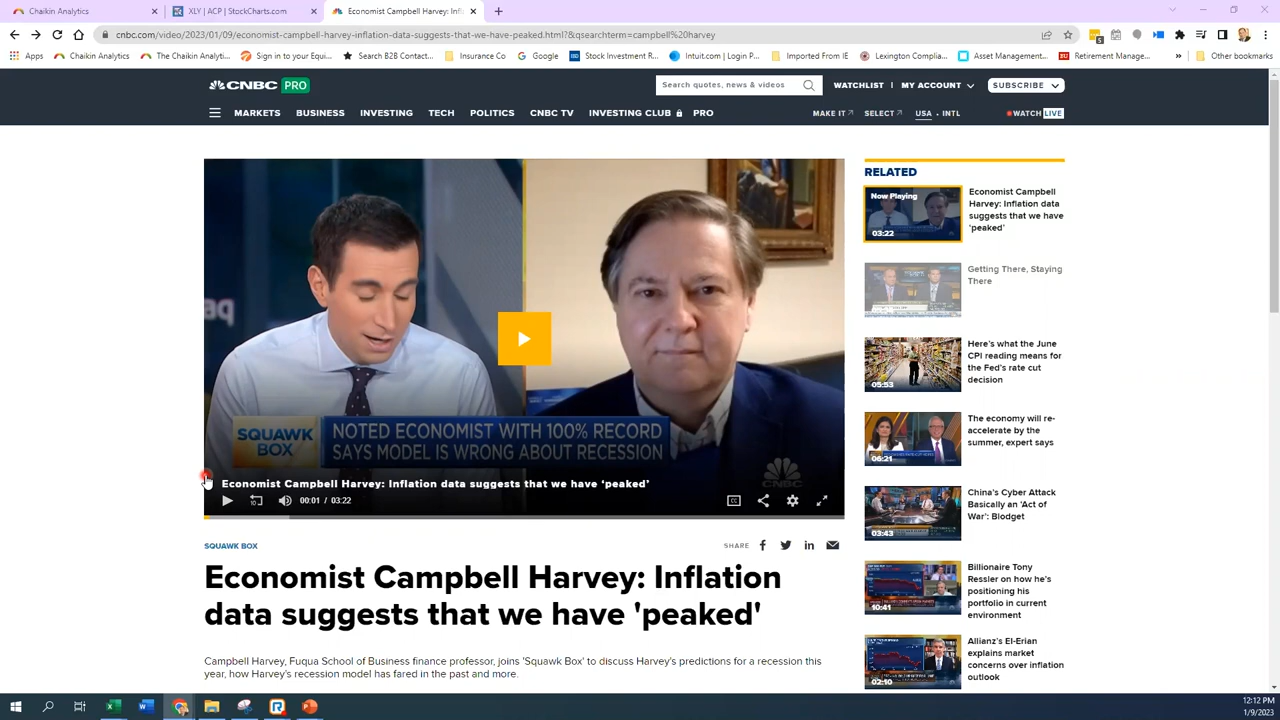 Chaikin Analytics
XLY | ACP | StockCharts.com
Economist Campbell Harvey: Infl
cnbc.com/video/2023/01/09/economist-campbell-harvey-inflation-data-suggests-that-we-have-peaked.html?&qsearchterm=campbell%20harvey
Apps
Chaikin Analytics
The Chaikin Analyti...
Sign in to your Equi...
Search B2B Contact...
Insurance Co
Google
Stock Investment R...
Intuit.com | Login P...
Imported From IE
Lexington Complia...
Asset Management...
Retirement Manage...
»
Other bookmarks
CNBC PRO
Search quotes, news & videos
WATCHLIST | MY ACCOUNT
SUBSCRIBE
MARKETS BUSINESS INVESTING TECH POLITICS CNBC TV INVESTING CLUB PRO
MAKE IT SELECT USA • INTL WATCH LIVE
SQUAWK
BOX
NOTED ECONOMIST WITH 100% RECORD
SAYS MODEL IS WRONG ABOUT RECESSION
CNBC
Economist Campbell Harvey: Inflation data suggests that we have ‘peaked’
00:01 / 03:22
CC
SQUAWK BOX
SHARE
Economist Campbell Harvey: Inflation
data suggests that we have 'peaked'
Campbell Harvey, Fuqua School of Business finance professor, joins 'Squawk Box' to discuss Harvey's predictions for a recession this
year, how Harvey's recession model has fared in the past and more.
RELATED
Now Playing
03:22
Economist Campbell
Harvey: Inflation data
suggests that we have
‘peaked’
Getting There, Staying
There
05:53
Here’s what the June
CPI reading means for
the Fed’s rate cut
decision
06:21
The economy will re-
accelerate by the
summer, expert says
03:43
China’s Cyber Attack
Basically an 'Act of
War': Blodget
10:41
Billionaire Tony
Ressler on how he’s
positioning his
portfolio in current
environment
02:10
Allianz’s El-Erian
explains market
concerns over inflation
outlook
12:12 PM
1/9/2023